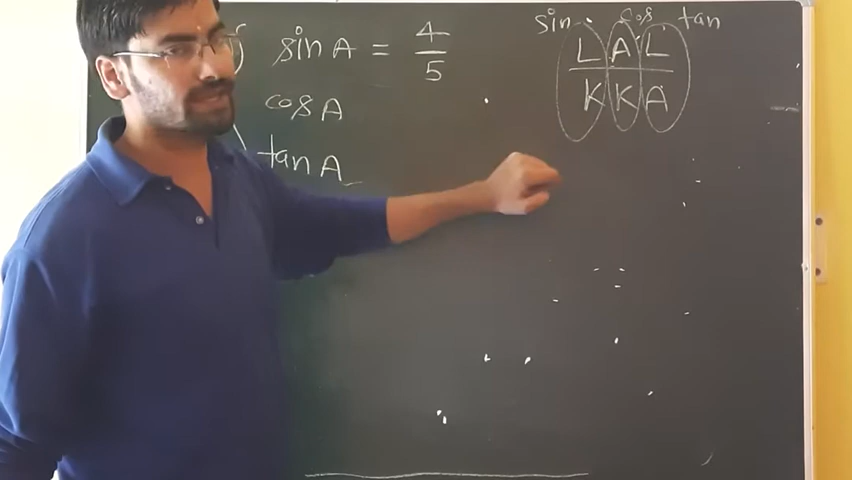 sin A = 4/5
cos A
tan A
sin cos tan
L A L
K K A